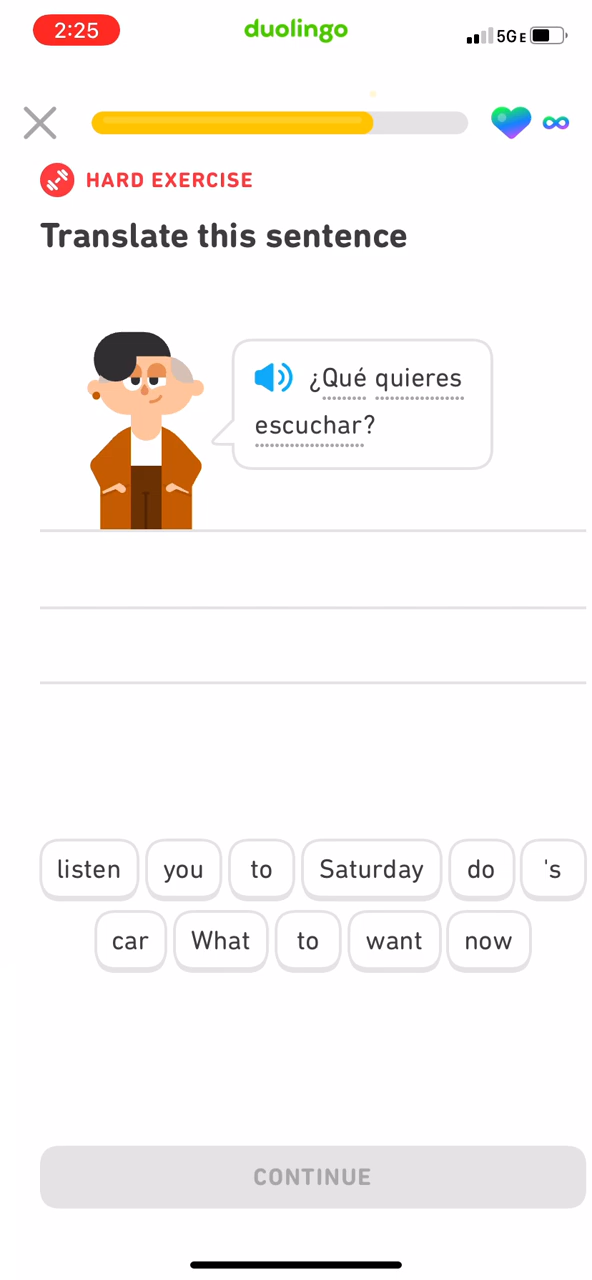 2:25
duolingo
5GE
HARD EXERCISE
Translate this sentence
¿Qué quieres
escuchar?
listen you to Saturday do 's
car What to want now
CONTINUE